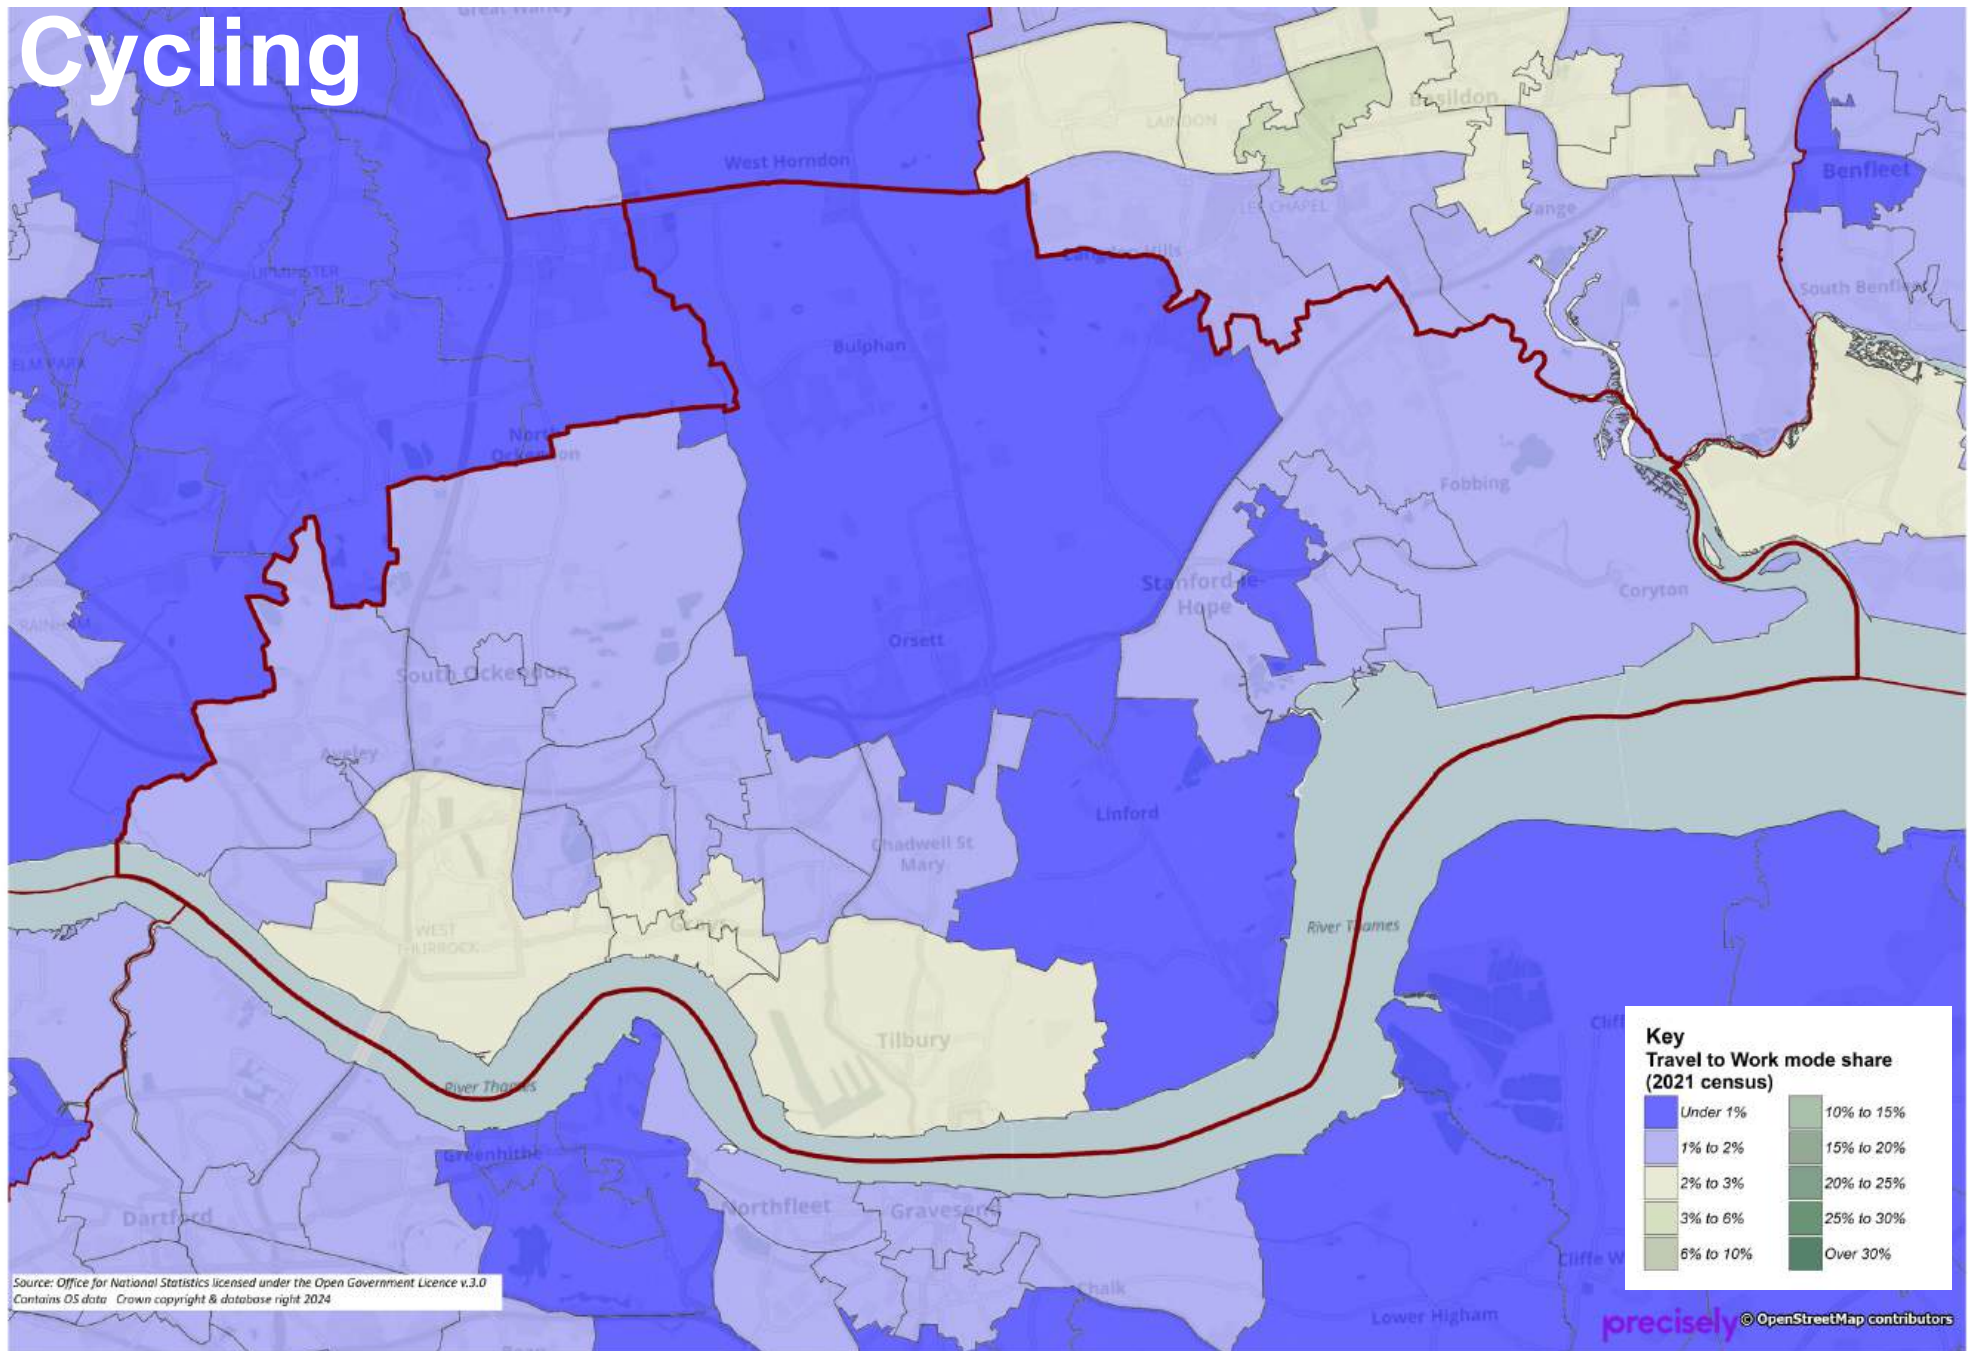 Cycling
Great Warley
West Horndon
LAINDON
Basildon
Benfleet
LEE CHAPEL
Vange
UPMINSTER
Langdon Hills
South Benfleet
ELM PARK
Bulphan
North
Ockendon
Fobbing
Stanford-le-
Hope
Coryton
RAINHAM
Orsett
South Ockendon
Aveley
Linford
Chadwell St
Mary
WEST
THURROCK
Grays
River Thames
Tilbury
River Thames
Greenhithe
Northfleet
Gravesend
Dartford
Chalk
Lower Higham
Cliffe W
Key
Travel to Work mode share
(2021 census)
Under 1%
10% to 15%
1% to 2%
15% to 20%
2% to 3%
20% to 25%
3% to 6%
25% to 30%
6% to 10%
Over 30%
Source: Office for National Statistics licensed under the Open Government Licence v.3.0
Contains OS data Crown copyright & database right 2024
precisely © OpenStreetMap contributors